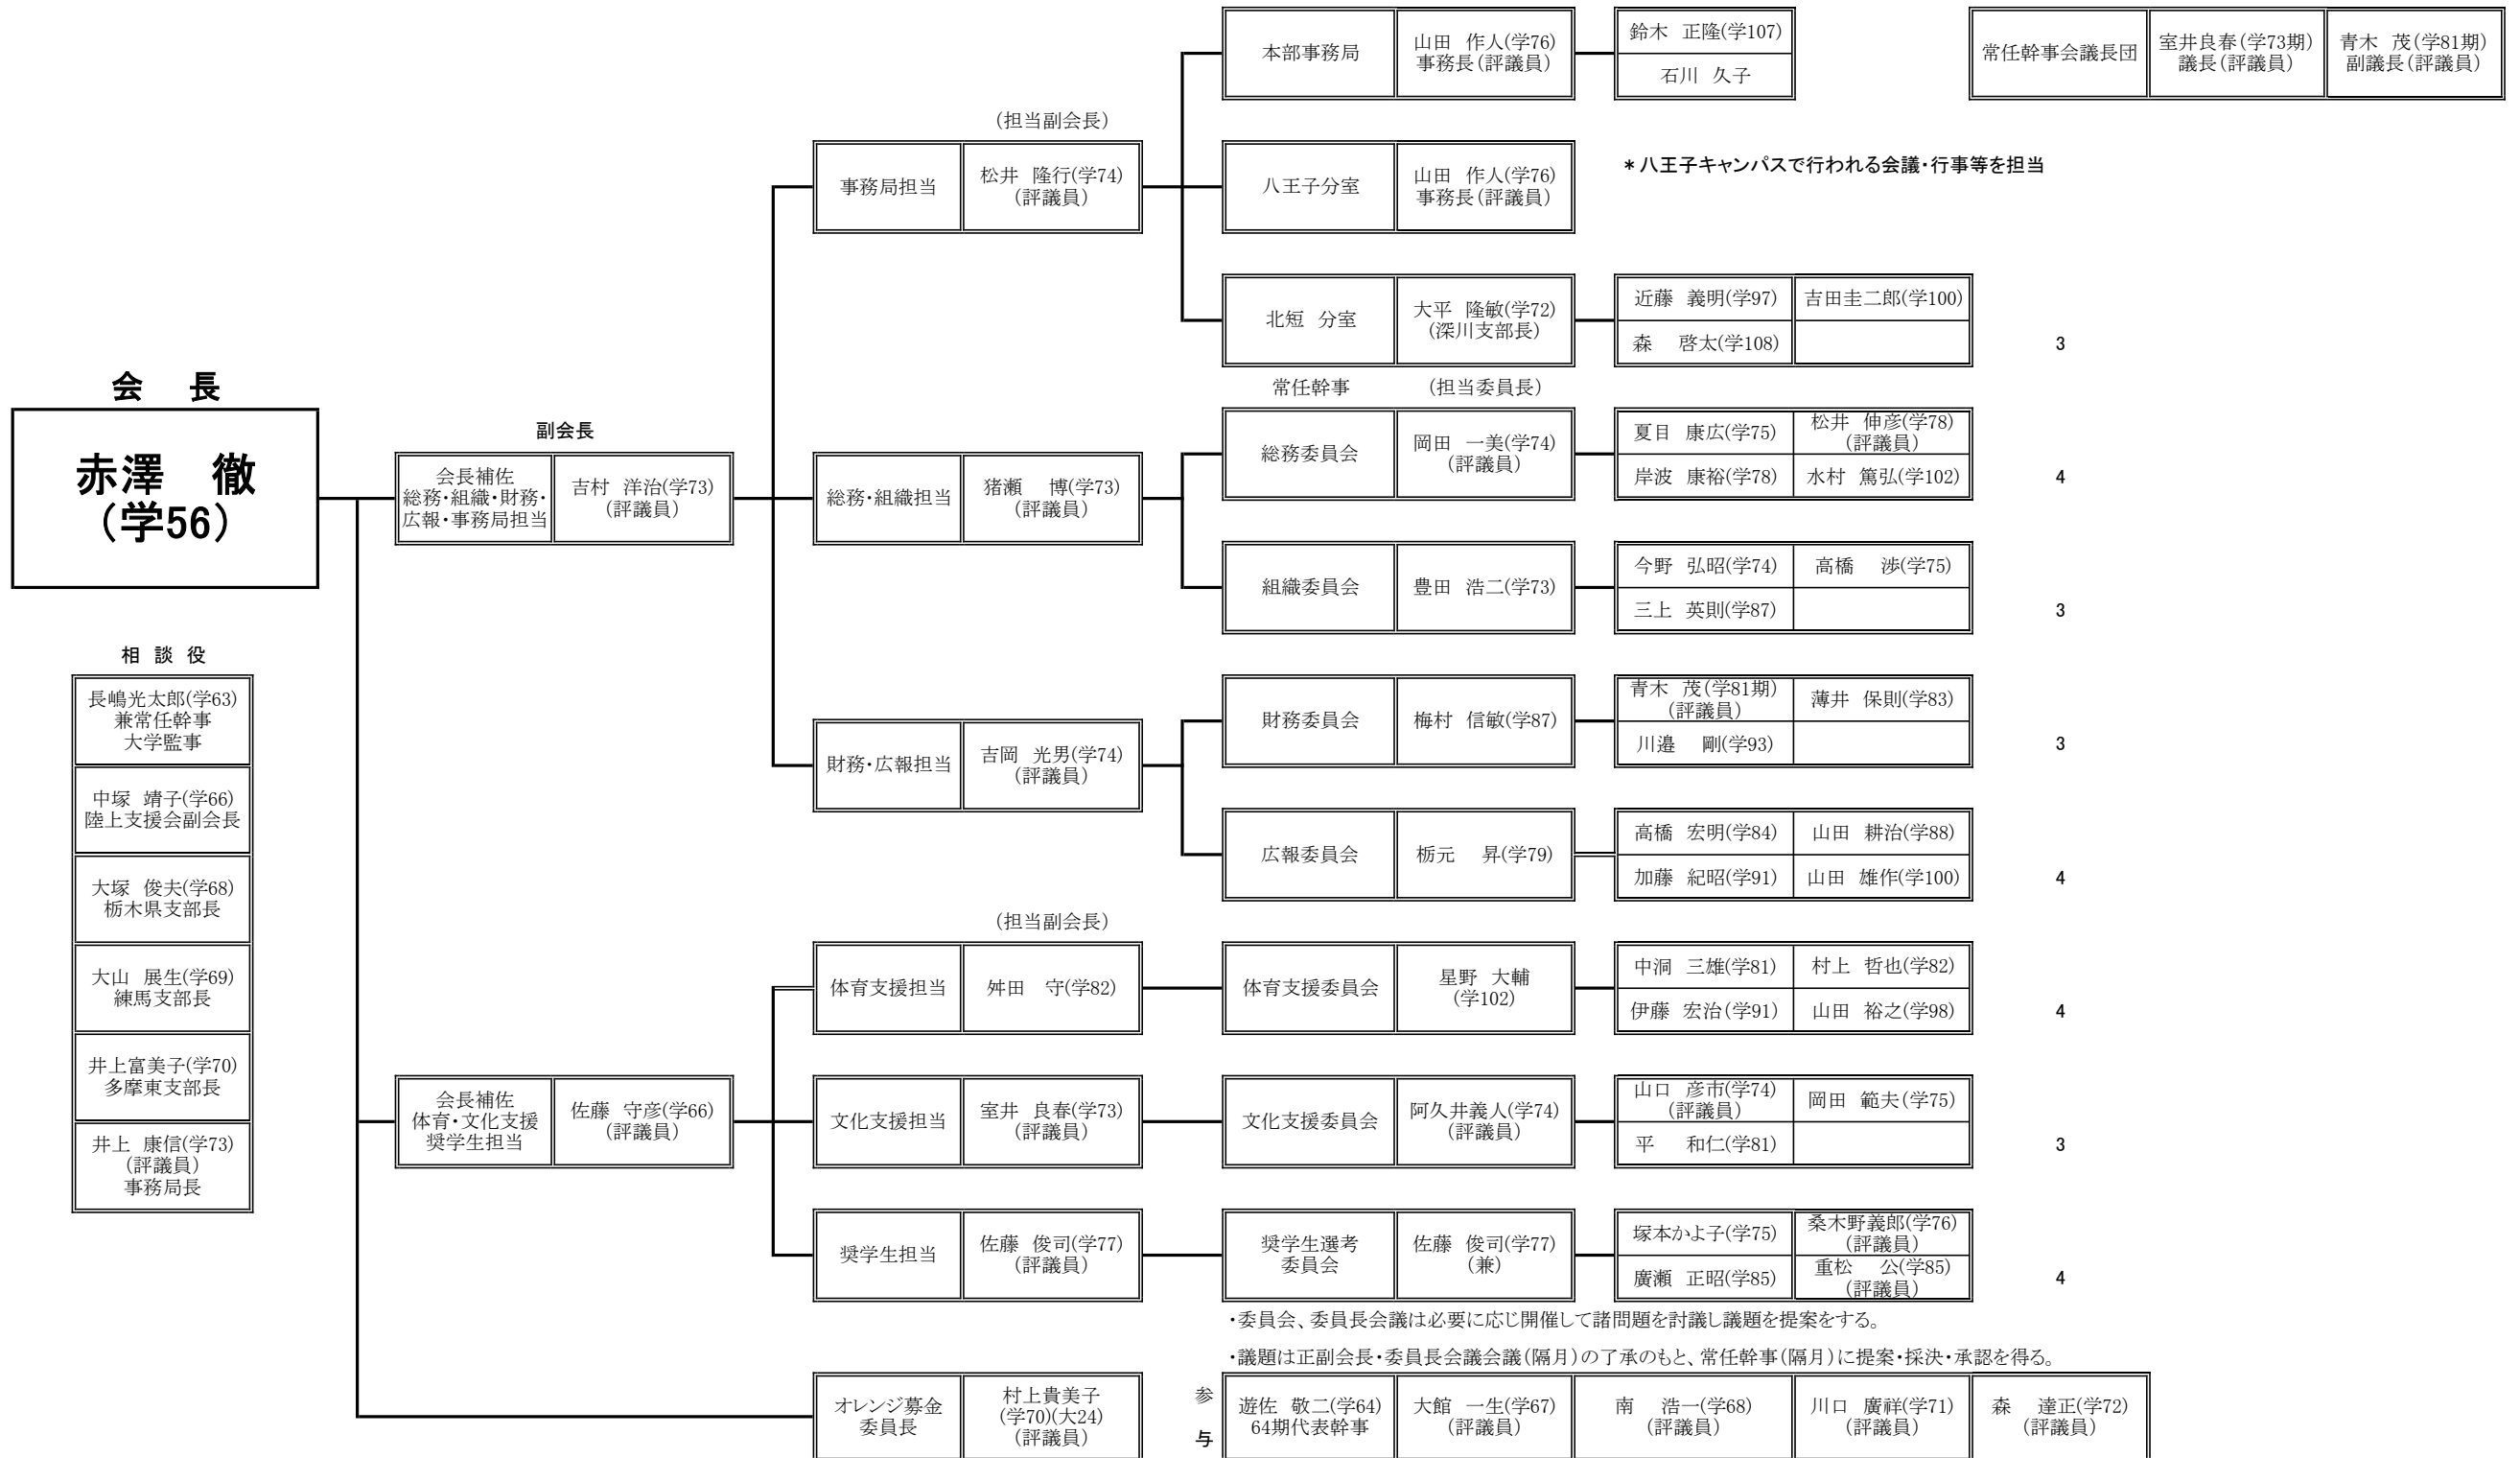 本部事務局
山田 作人(学76)
事務長(評議員)
鈴木 正隆(学107)
石川 久子
常任幹事会議長団
室井良春(学73期)
議長(評議員)
青木 茂(学81期)
副議長(評議員)
(担当副会長)
事務局担当
松井 隆行(学74)
(評議員)
八王子分室
山田 作人(学76)
事務長(評議員)
*八王子キャンパスで行われる会議・行事等を担当
北短 分室
大平 隆敏(学72)
(深川支部長)
近藤 義明(学97)
吉田圭二郎(学100)
森 啓太(学108)
3
会 長
赤澤 徹
(学56)
常任幹事
(担当委員長)
副会長
会長補佐
総務・組織・財務・
広報・事務局担当
吉村 洋治(学73)
(評議員)
総務・組織担当
猪瀬 博(学73)
(評議員)
総務委員会
岡田 一美(学74)
(評議員)
夏目 康広(学75)
松井 伸彦(学78)
(評議員)
岸波 康裕(学78)
水村 篤弘(学102)
4
組織委員会
豊田 浩二(学73)
今野 弘昭(学74)
高橋 渉(学75)
三上 英則(学87)
3
相 談 役
長嶋光太郎(学63)
兼常任幹事
大学監事
中塚 靖子(学66)
陸上支援会副会長
大塚 俊夫(学68)
栃木県支部長
大山 展生(学69)
練馬支部長
井上富美子(学70)
多摩東支部長
井上 康信(学73)
(評議員)
事務局長
財務・広報担当
吉岡 光男(学74)
(評議員)
財務委員会
梅村 信敏(学87)
青木 茂(学81期)
(評議員)
薄井 保則(学83)
川邉 剛(学93)
3
広報委員会
栃元 昇(学79)
高橋 宏明(学84)
山田 耕治(学88)
加藤 紀昭(学91)
山田 雄作(学100)
4
(担当副会長)
体育支援担当
舛田 守(学82)
体育支援委員会
星野 大輔
(学102)
中洞 三雄(学81)
村上 哲也(学82)
伊藤 宏治(学91)
山田 裕之(学98)
4
会長補佐
体育・文化支援
奨学生担当
佐藤 守彦(学66)
(評議員)
文化支援担当
室井 良春(学73)
(評議員)
文化支援委員会
阿久井義人(学74)
(評議員)
山口 彦市(学74)
(評議員)
岡田 範夫(学75)
平 和仁(学81)
3
奨学生担当
佐藤 俊司(学77)
(評議員)
奨学生選考
委員会
佐藤 俊司(学77)
(兼)
塚本かよ子(学75)
桑木野義郎(学76)
(評議員)
廣瀬 正昭(学85)
重松 公(学85)
(評議員)
4
・委員会、委員長会議は必要に応じ開催して諸問題を討議し議題を提案をする。
・議題は正副会長・委員長会議会議(隔月)の了承のもと、常任幹事(隔月)に提案・採決・承認を得る。
オレンジ募金
委員長
村上貴美子
(学70)(大24)
(評議員)
参
与
遊佐 敬二(学64)
64期代表幹事
大館 一生(学67)
(評議員)
南 浩一(学68)
(評議員)
川口 廣祥(学71)
(評議員)
森 達正(学72)
(評議員)